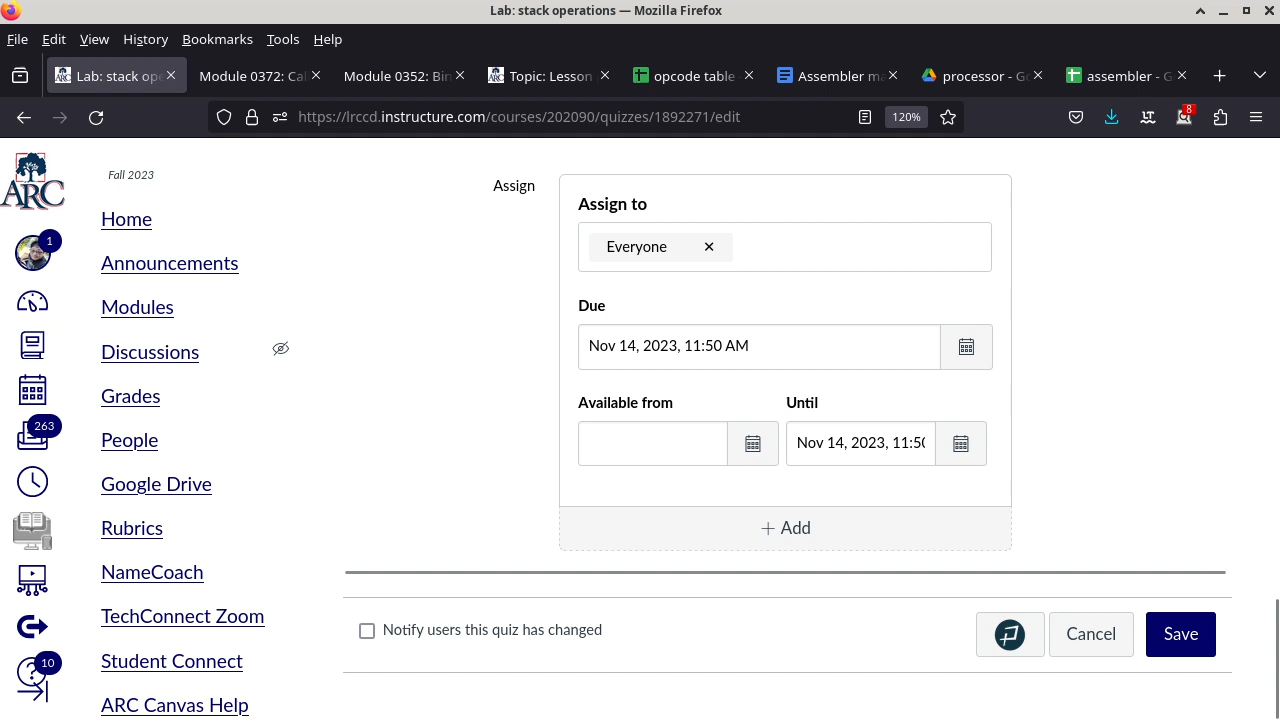 Lab: stack operations — Mozilla Firefox
File Edit View History Bookmarks Tools Help
Lab: stack ope Module 0372: Cal Module 0352: Bin Topic: Lesson opcode table - Assembler ma processor - Go assembler - G
https://lrccd.instructure.com/courses/202090/quizzes/1892271/edit 120% 8
ARC
Fall 2023
1
263
10
Home
Announcements
Modules
Discussions
Grades
People
Google Drive
Rubrics
NameCoach
TechConnect Zoom
Student Connect
ARC Canvas Help
Assign
Assign to
Everyone
Due
Nov 14, 2023, 11:50 AM
Available from Until
Nov 14, 2023, 11:50
+ Add
Notify users this quiz has changed
Cancel Save